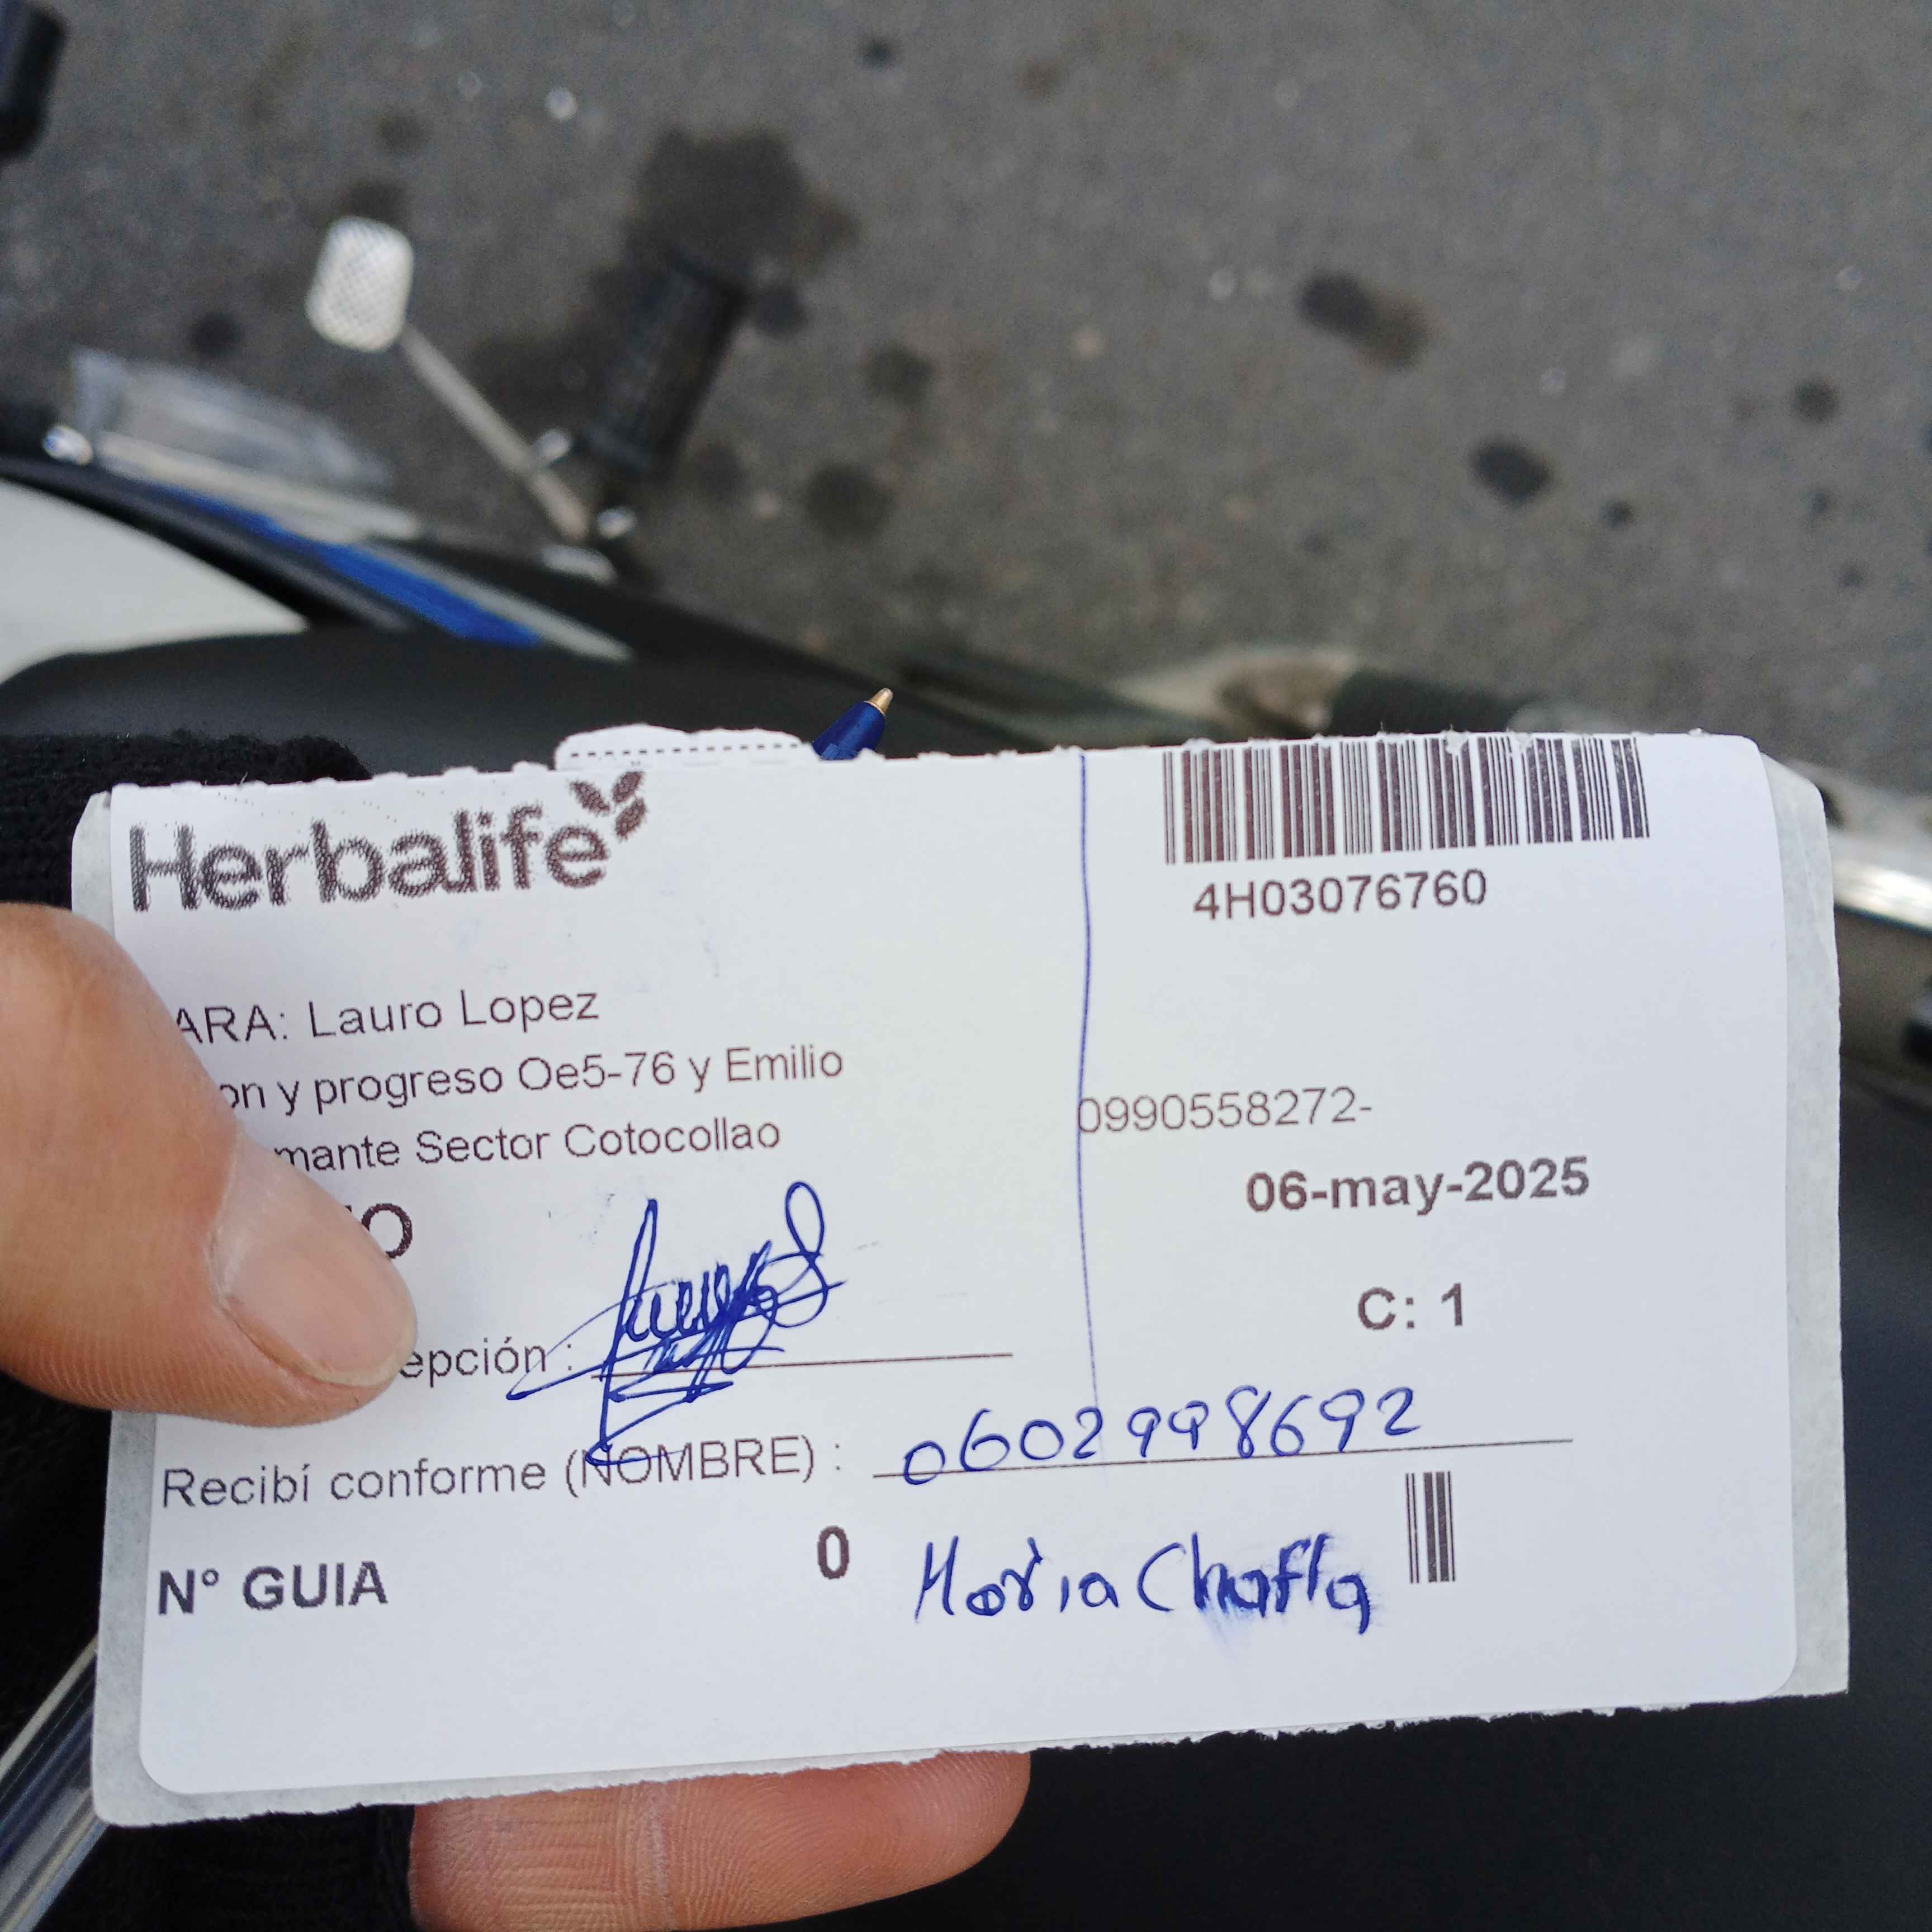 Herbalife
4H03076760
ARA: Lauro Lopez
on y progreso Oe5-76 y Emilio
mante Sector Cotocollao
0990558272-
06-may-2025
O
C: 1
epción :
Recibí conforme (NOMBRE) : 0602998692
N° GUIA 0 Maria Chafla